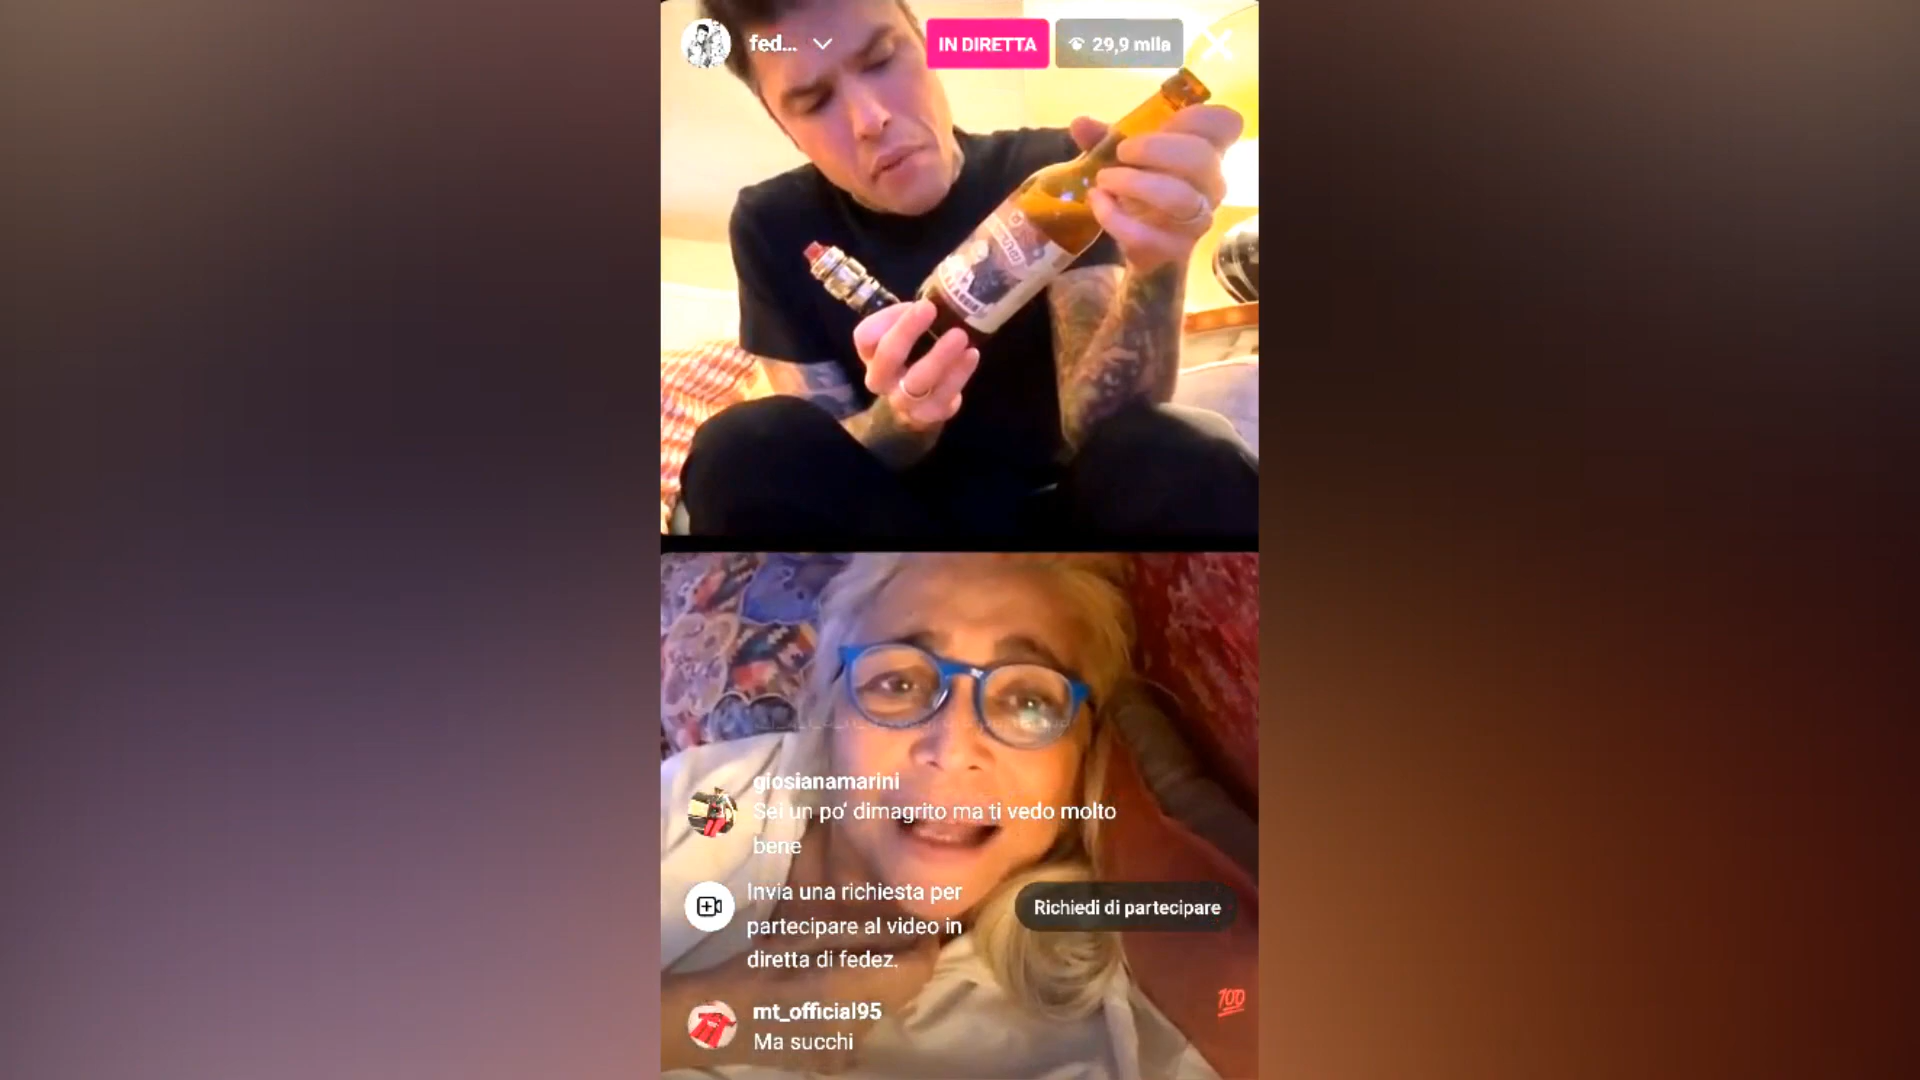 fed...
IN DIRETTA
29,9 mila
giosianamarini
Sei un po' dimagrito ma ti vedo molto
bene
Invia una richiesta per
partecipare al video in
diretta di fedez.
Richiedi di partecipare
100
mt_official95
Ma succhi